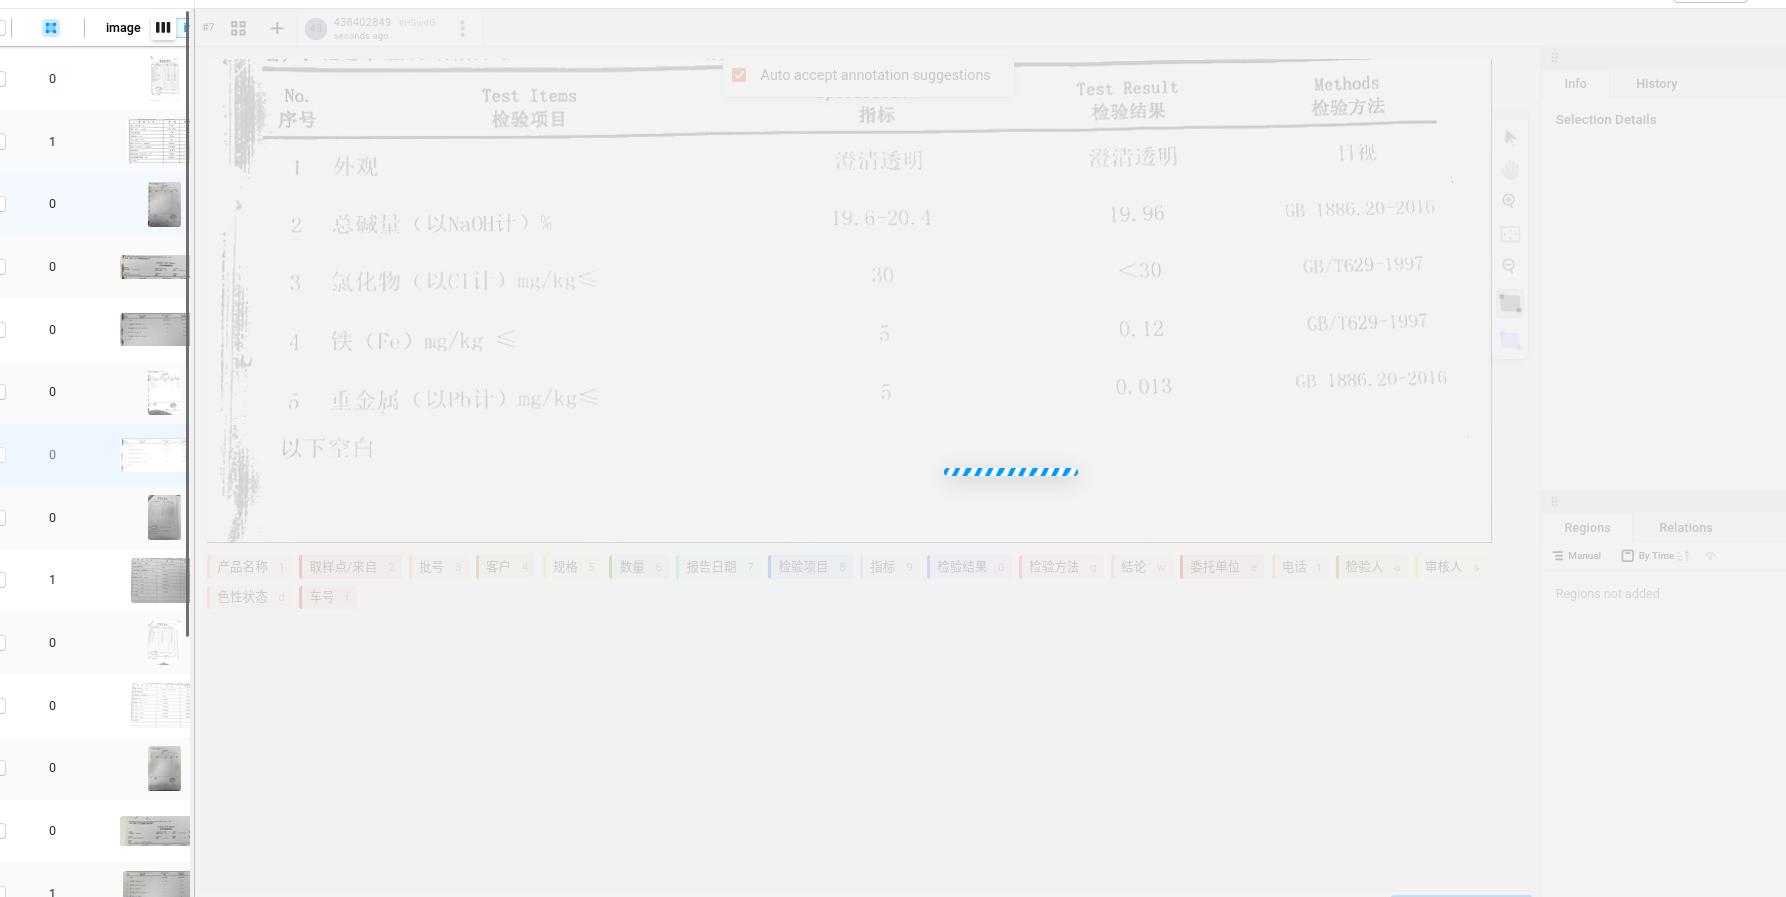 image
#7
438402849 #HSwdG
seconds ago
Auto accept annotation suggestions
Info
History
Selection Details
No. Test Items Test Result Methods
序号 检验项目 指标 检验结果 检验方法
1 外观 澄清透明 澄清透明 目视
2 总碱量（以NaOH计）% 19.6-20.4 19.96 GB 1886.20-2016
3 氯化物（以Cl计）mg/kg≤ 30 <30 GB/T629-1997
4 铁（Fe）mg/kg ≤ 5 0.12 GB/T629-1997
5 重金属（以Pb计）mg/kg≤ 5 0.013 GB 1886.20-2016
以下空白
0
1
0
0
0
0
0
0
1
0
0
0
0
1
产品名称 1 取样点/来自 2 批号 3 客户 4 规格 5 数量 6 报告日期 7 检验项目 8 指标 9 检验结果 0 检验方法 q 结论 w 委托单位 e 电话 t 检验人 a 审核人 s
色性状态 d 车号 f
Regions
Relations
Manual
By Time
Regions not added